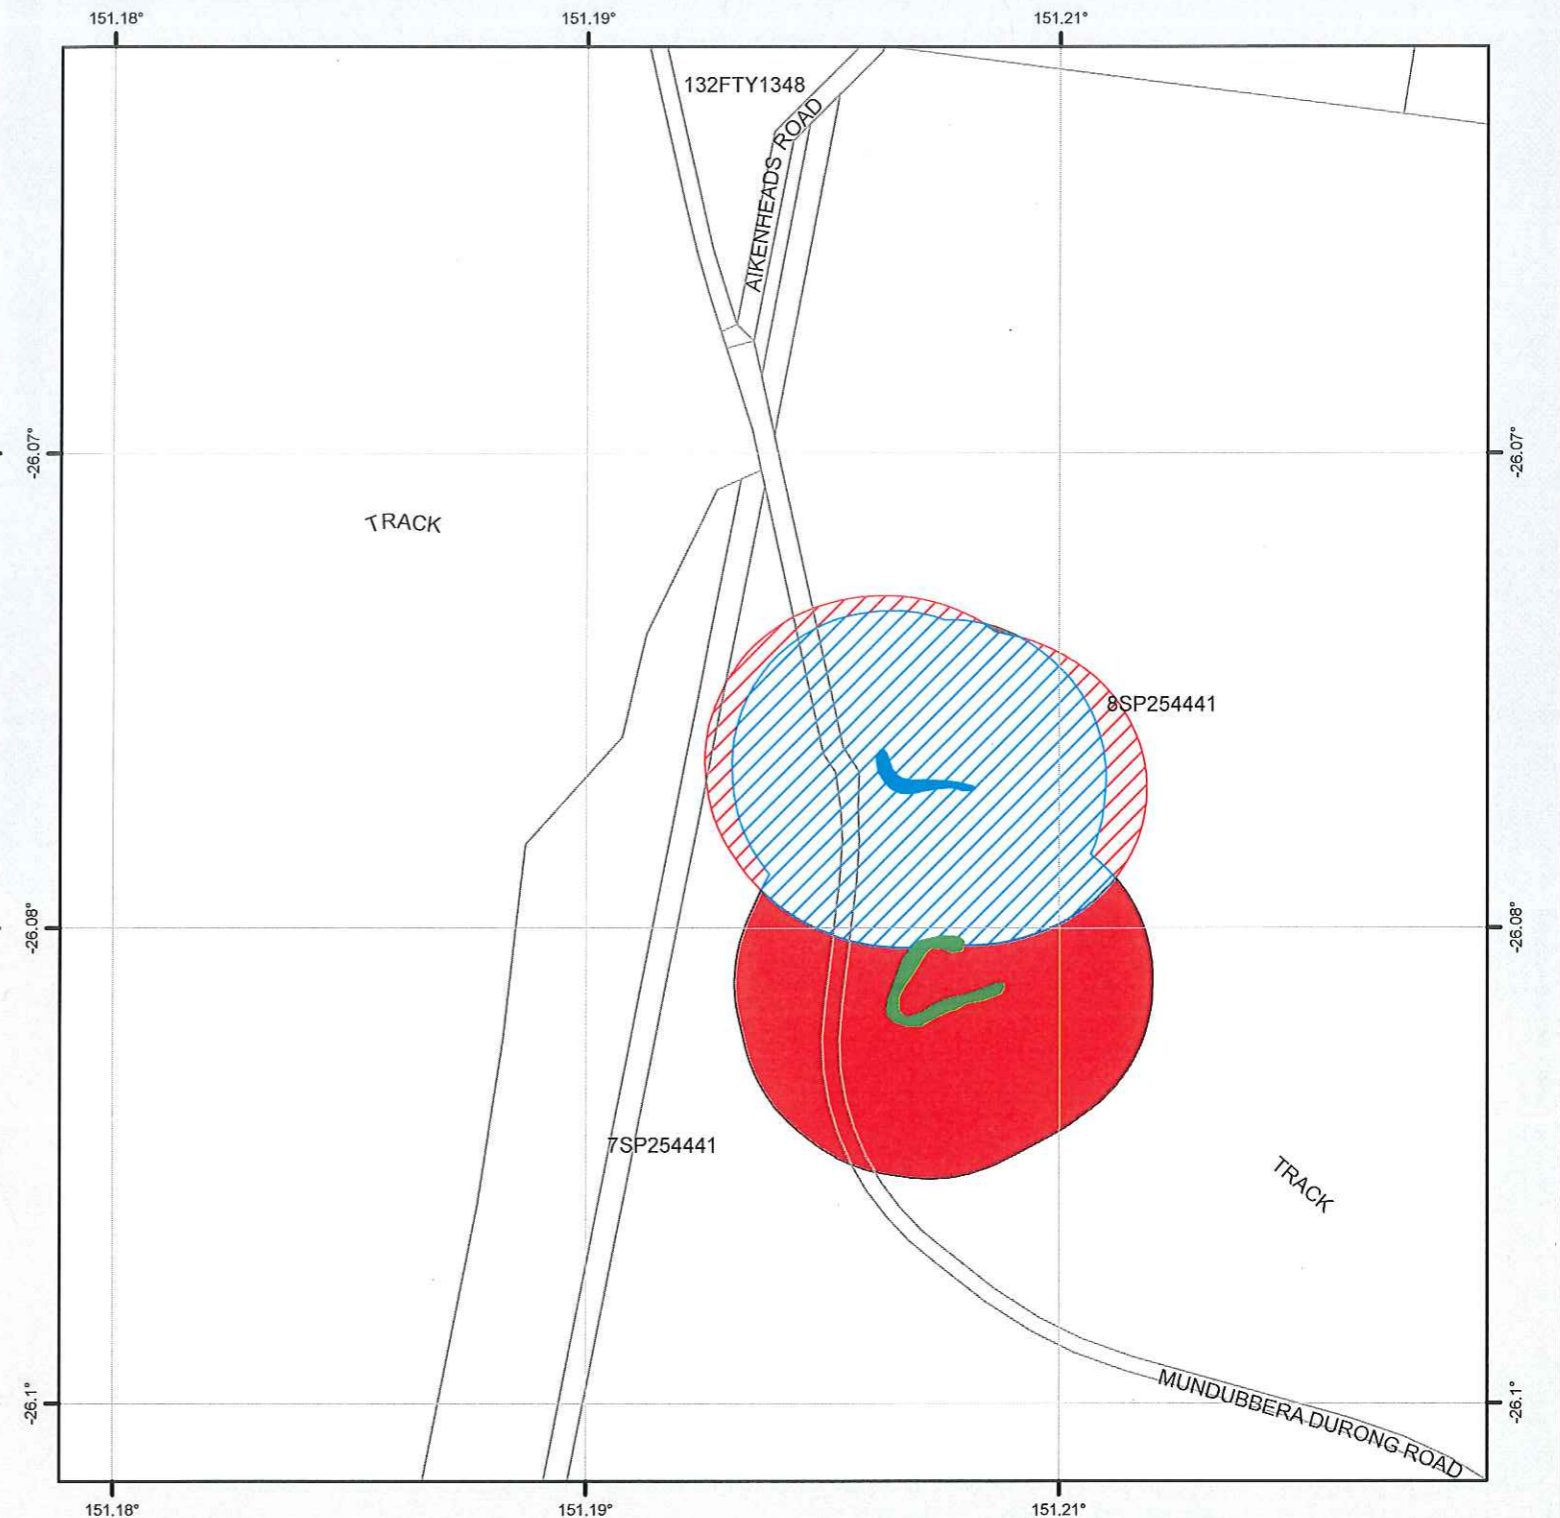 151.18° 151.19° 151.21°
132FTY1348
AIKENHEADS ROAD
-26.07° -26.07°
TRACK
8SP254441
-26.08° -26.08°
7SP254441
TRACK
MUNDUBBERA DURONG ROAD
-26.1° -26.1°
151.18° 151.19° 151.21°